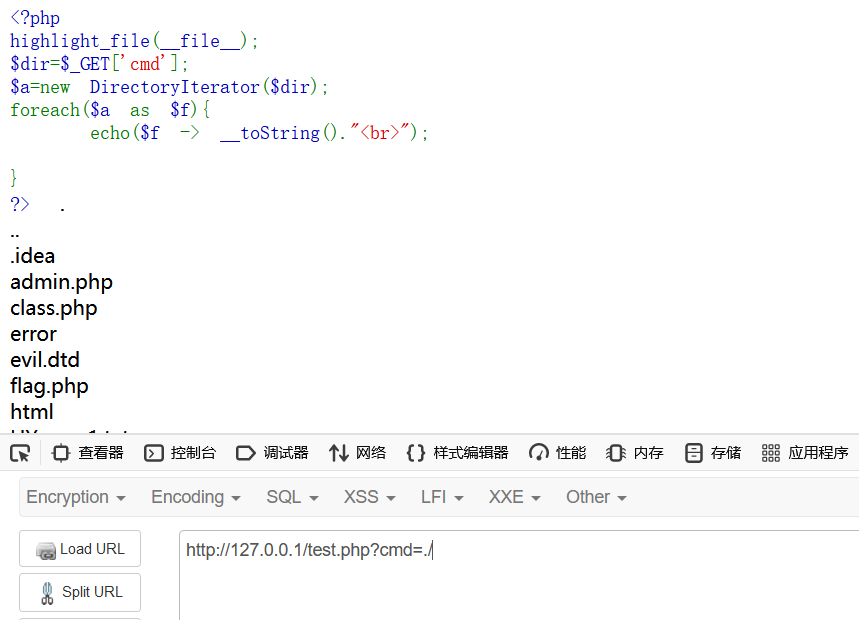 <?php
highlight_file(__file__);
$dir=$_GET['cmd'];
$a=new DirectoryIterator($dir);
foreach($a as $f){
echo($f -> __toString()."<br>");
}
?> .
..
.idea
admin.php
class.php
error
evil.dtd
flag.php
html
查看器 控制台 调试器 网络 样式编辑器 性能 内存 存储 应用程序
Encryption Encoding SQL XSS LFI XXE Other
Load URL
http://127.0.0.1/test.php?cmd=./
Split URL